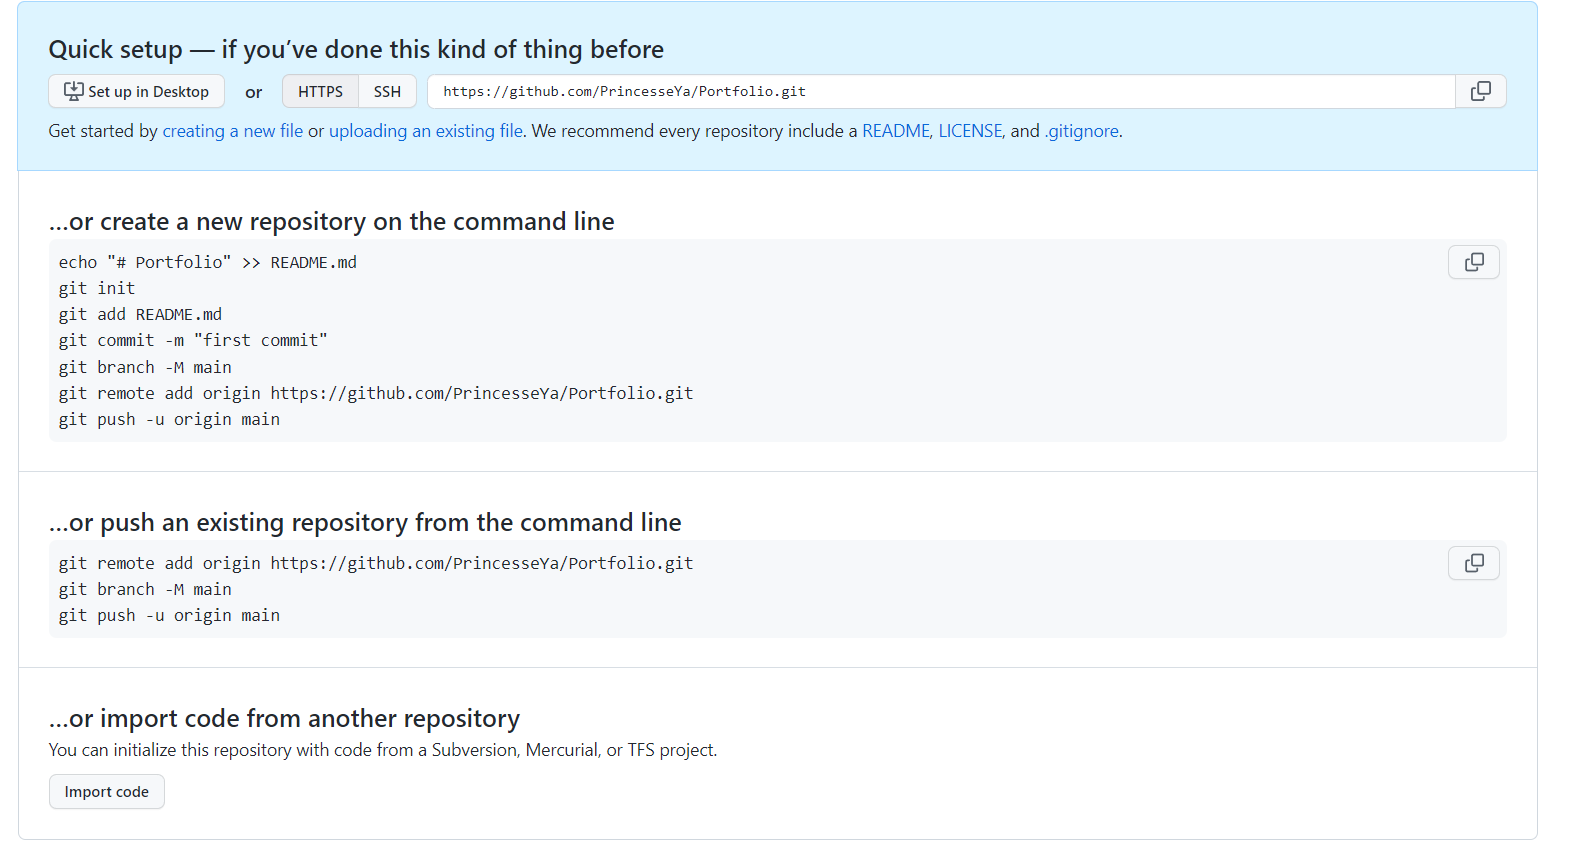 Quick setup — if you’ve done this kind of thing before
Set up in Desktop or HTTPS SSH https://github.com/PrincesseYa/Portfolio.git
Get started by creating a new file or uploading an existing file. We recommend every repository include a README, LICENSE, and .gitignore.
…or create a new repository on the command line
echo "# Portfolio" >> README.md
git init
git add README.md
git commit -m "first commit"
git branch -M main
git remote add origin https://github.com/PrincesseYa/Portfolio.git
git push -u origin main
…or push an existing repository from the command line
git remote add origin https://github.com/PrincesseYa/Portfolio.git
git branch -M main
git push -u origin main
…or import code from another repository
You can initialize this repository with code from a Subversion, Mercurial, or TFS project.
Import code